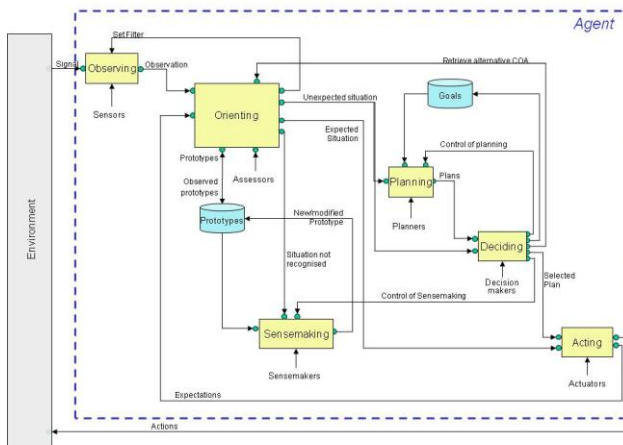 Agent
Set Filter
Signal
Observing
Observation
Sensors
Retrieve alternative COA
Orienting
Unexpected situation
Goals
Expected
Situation
Control of planning
Prototypes
Assessors
Planning
Plans
Observed
prototypes
Planners
Prototypes
New/modified
Prototype
Deciding
Environment
Situation not
recognised
Decision
makers
Selected
Plan
Control of Sensemaking
Sensemaking
Acting
Sensemakers
Actuators
Expectations
Actions